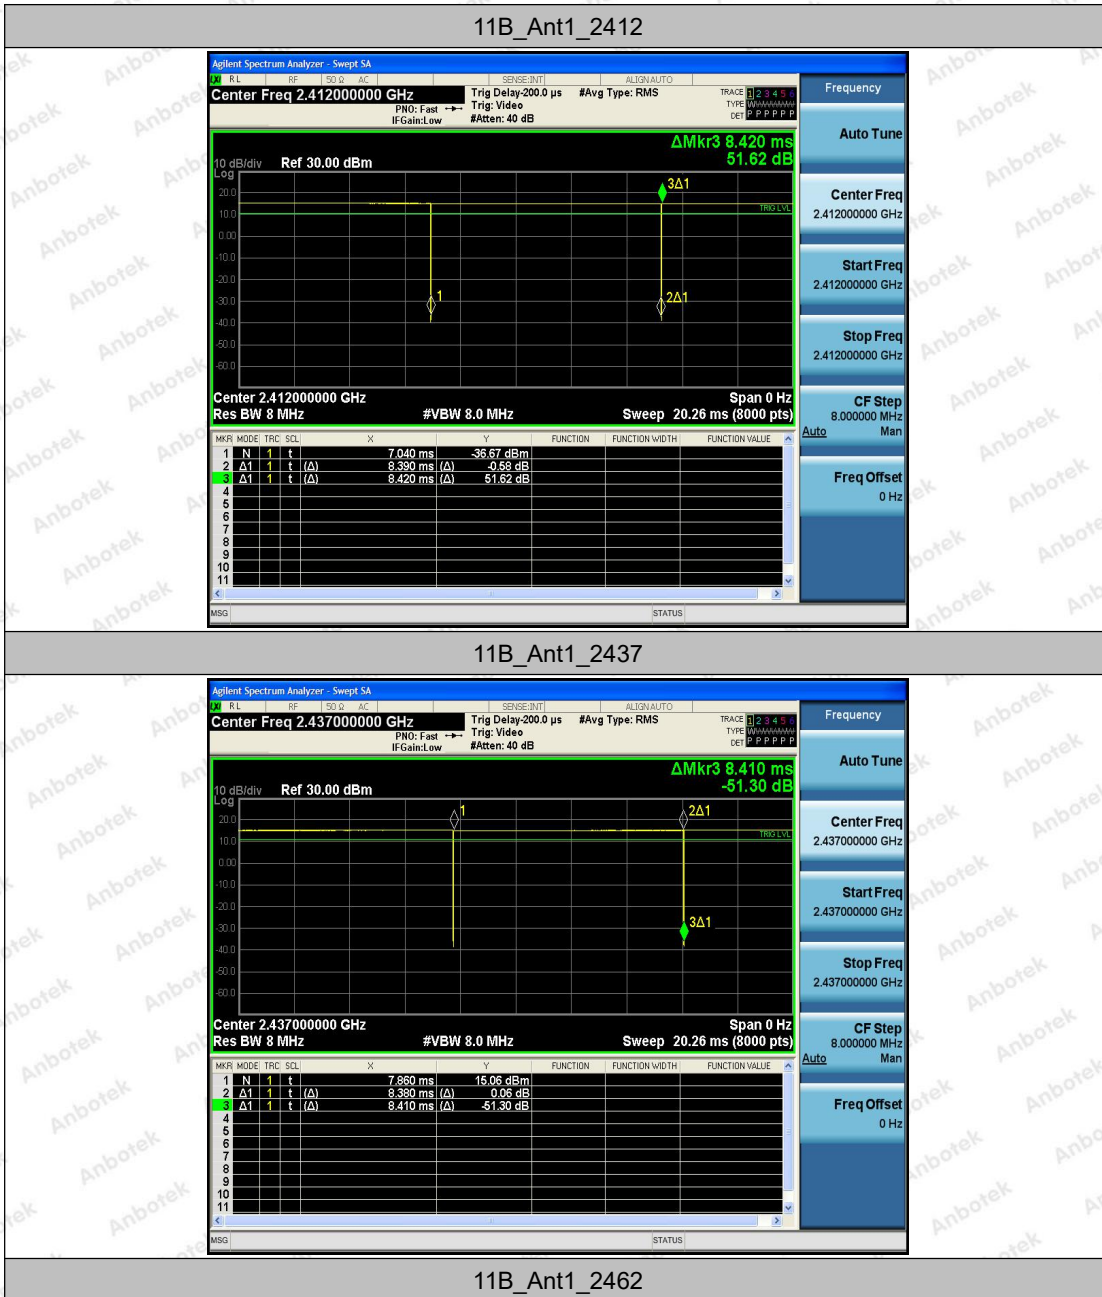 11B_Ant1_2412
Agilent Spectrum Analyzer - Swept SA
LXI RL RF 50 Ω AC SENSE:INT ALIGNAUTO
Center Freq 2.412000000 GHz
PNO: Fast
IFGain:Low
Trig Delay-200.0 µs
Trig: Video
#Atten: 40 dB
#Avg Type: RMS
TRACE 1 2 3 4 5 6
TYPE WWWWWW
DET P P P P P P
ΔMkr3 8.420 ms
51.62 dB
10 dB/div Ref 30.00 dBm
Log
20.0
10.0
0.00
-10.0
-20.0
-30.0
-40.0
-50.0
-60.0
3Δ1
TRIG LVL
1
2Δ1
Center 2.412000000 GHz Span 0 Hz
Res BW 8 MHz #VBW 8.0 MHz Sweep 20.26 ms (8000 pts)
MKR MODE TRC SCL X Y FUNCTION FUNCTION WIDTH FUNCTION VALUE
1 N 1 t 7.040 ms -36.67 dBm
2 Δ1 1 t (Δ) 8.390 ms (Δ) -0.58 dB
3 Δ1 1 t (Δ) 8.420 ms (Δ) 51.62 dB
4
5
6
7
8
9
10
11
MSG STATUS
Frequency
Auto Tune
Center Freq
2.412000000 GHz
Start Freq
2.412000000 GHz
Stop Freq
2.412000000 GHz
CF Step
8.000000 MHz
Auto Man
Freq Offset
0 Hz
11B_Ant1_2437
Agilent Spectrum Analyzer - Swept SA
LXI RL RF 50 Ω AC SENSE:INT ALIGNAUTO
Center Freq 2.437000000 GHz
PNO: Fast
IFGain:Low
Trig Delay-200.0 µs
Trig: Video
#Atten: 40 dB
#Avg Type: RMS
TRACE 1 2 3 4 5 6
TYPE WWWWWW
DET P P P P P P
ΔMkr3 8.410 ms
-51.30 dB
10 dB/div Ref 30.00 dBm
Log
20.0
10.0
0.00
-10.0
-20.0
-30.0
-40.0
-50.0
-60.0
1
2Δ1
TRIG LVL
3Δ1
Center 2.437000000 GHz Span 0 Hz
Res BW 8 MHz #VBW 8.0 MHz Sweep 20.26 ms (8000 pts)
MKR MODE TRC SCL X Y FUNCTION FUNCTION WIDTH FUNCTION VALUE
1 N 1 t 7.860 ms 15.06 dBm
2 Δ1 1 t (Δ) 8.380 ms (Δ) 0.06 dB
3 Δ1 1 t (Δ) 8.410 ms (Δ) -51.30 dB
4
5
6
7
8
9
10
11
MSG STATUS
Frequency
Auto Tune
Center Freq
2.437000000 GHz
Start Freq
2.437000000 GHz
Stop Freq
2.437000000 GHz
CF Step
8.000000 MHz
Auto Man
Freq Offset
0 Hz
11B_Ant1_2462
Anbotek